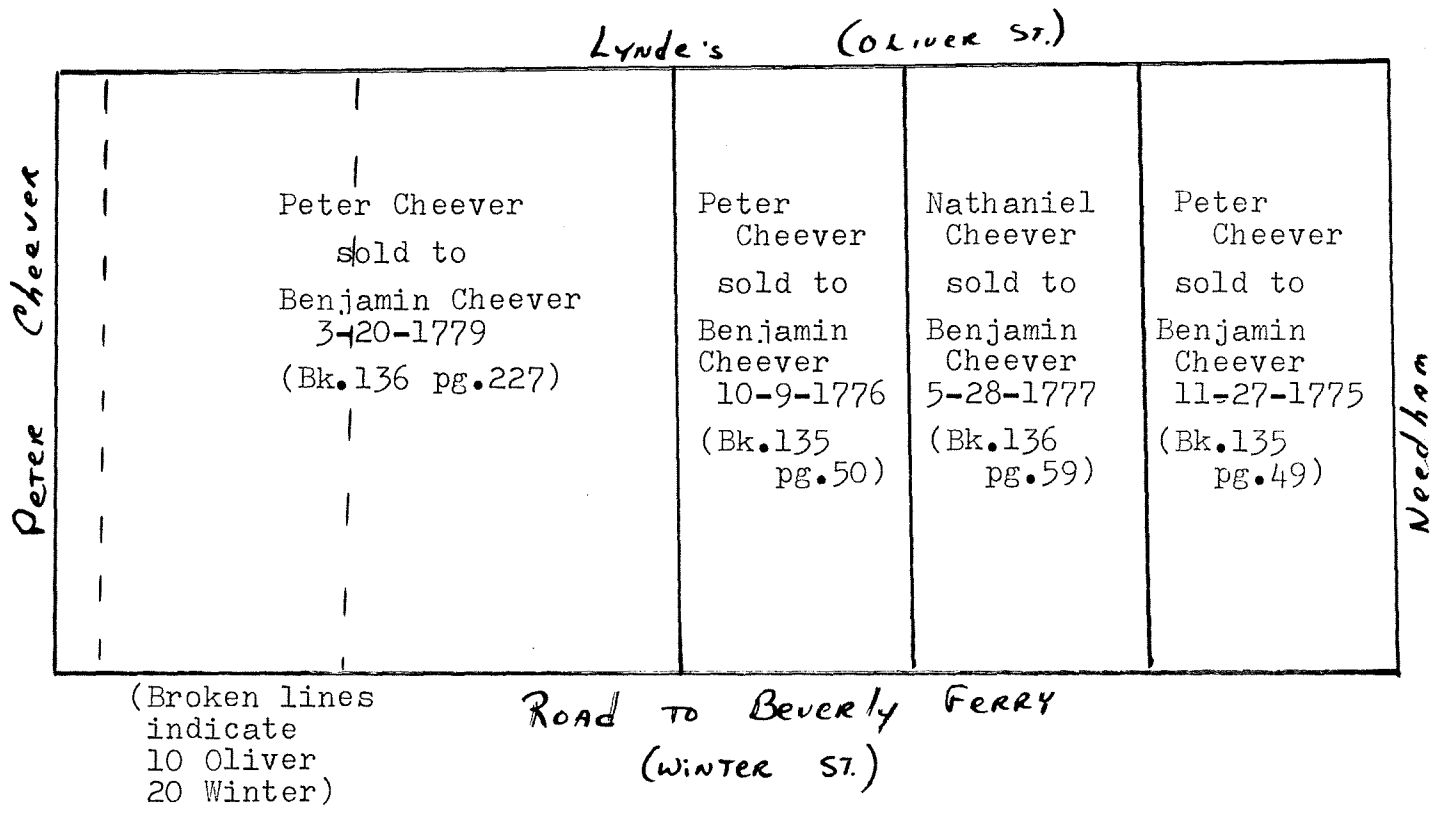 Lynde's (Oliver St.)
Peter Cheever
Peter Cheever
sold to
Benjamin Cheever
3-20-1779
(Bk.136 pg.227)
Peter
Cheever
sold to
Benjamin
Cheever
10-9-1776
(Bk.135
pg.50)
Nathaniel
Cheever
sold to
Benjamin
Cheever
5-28-1777
(Bk.136
pg.59)
Peter
Cheever
sold to
Benjamin
Cheever
11-27-1775
(Bk.135
pg.49)
Needham
(Broken lines
indicate
10 Oliver
20 Winter)
Road to Beverly Ferry
(Winter St.)